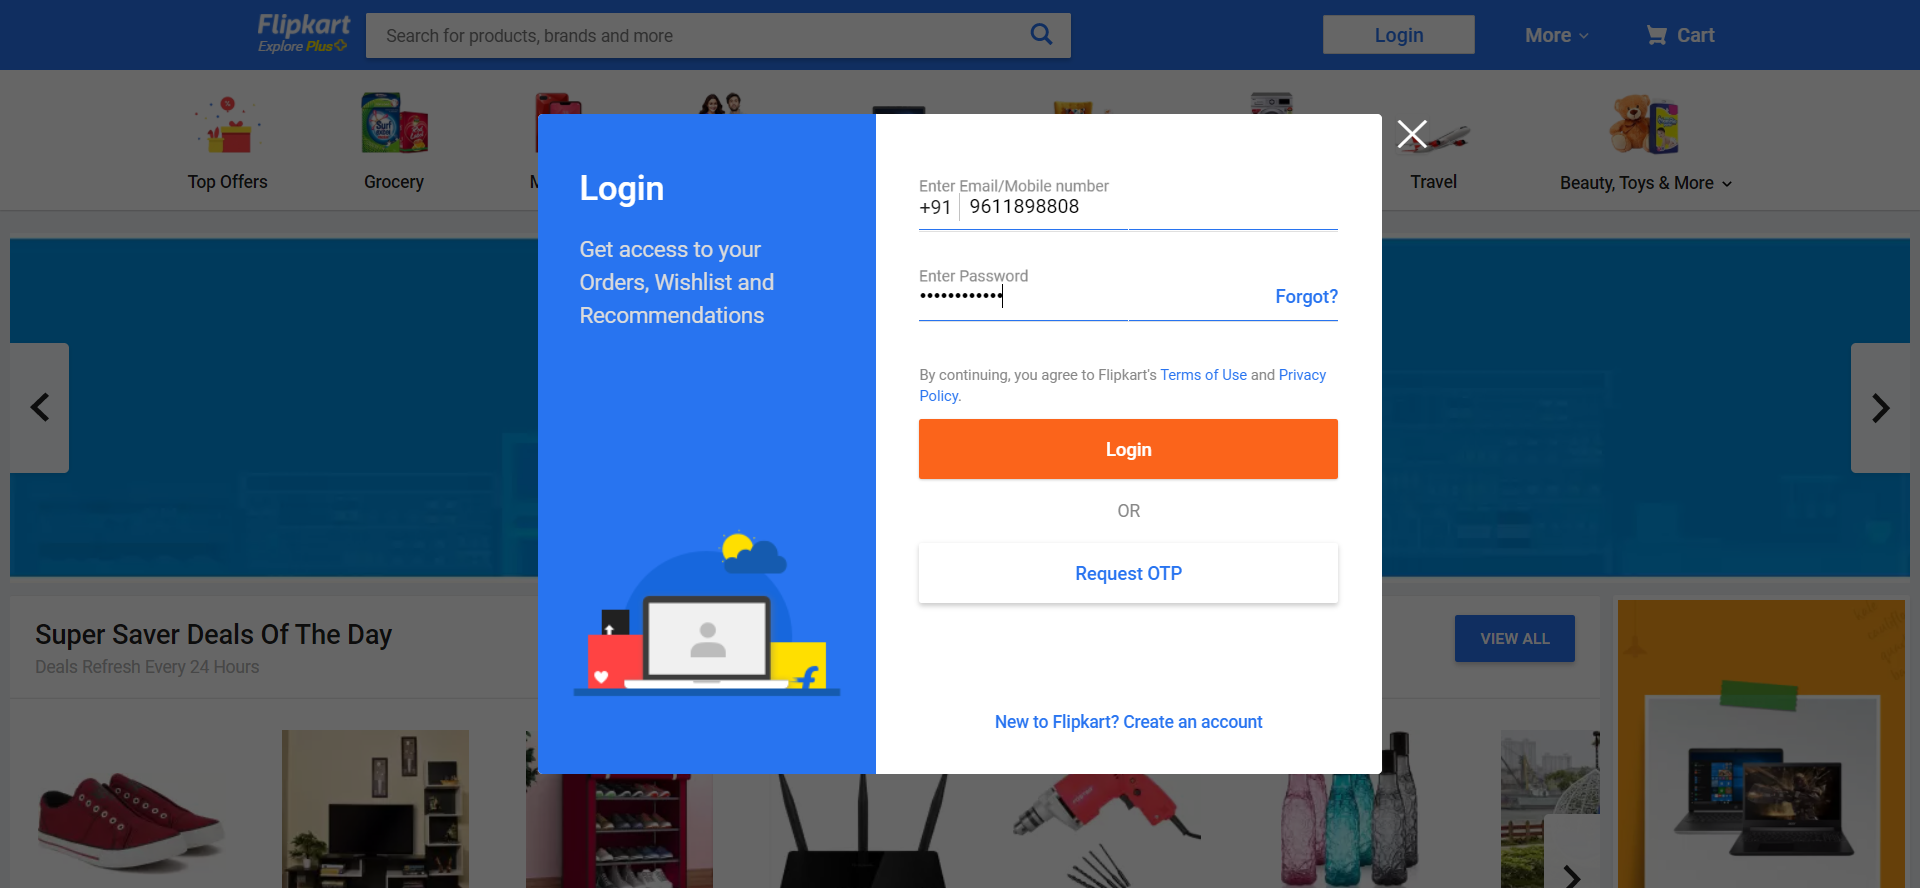 Flipkart
Explore Plus
Search for products, brands and more
Login
More
Cart
Top Offers
Grocery
M
Travel
Beauty, Toys & More
Login
Get access to your
Orders, Wishlist and
Recommendations
Enter Email/Mobile number
+91 9611898808
Enter Password
••••••••••••
Forgot?
By continuing, you agree to Flipkart's Terms of Use and Privacy
Policy.
Login
OR
Request OTP
New to Flipkart? Create an account
Super Saver Deals Of The Day
Deals Refresh Every 24 Hours
VIEW ALL